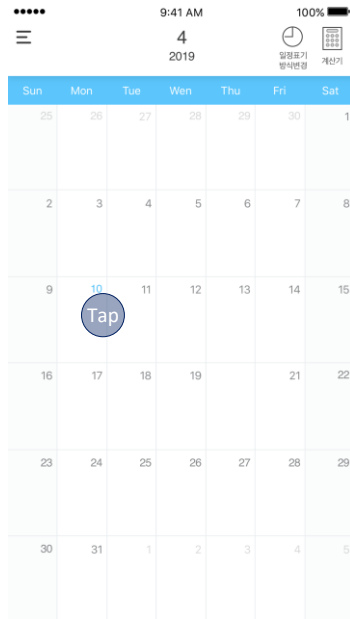 9:41 AM 100%
4
2019
일정표기
방식변경
계산기
Sun Mon Tue Wen Thu Fri Sat
25 26 27 28 29 30 1
2 3 4 5 6 7 8
9 10 11 12 13 14 15
Tap
16 17 18 19 21 22
23 24 25 26 27 28 29
30 31 1 2 3 4 5